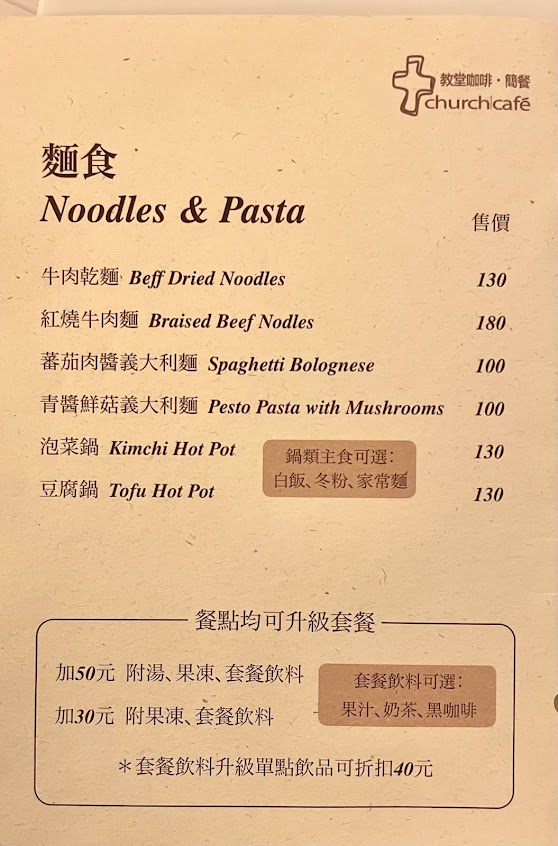 教堂咖啡·簡餐
church café
麵食
Noodles & Pasta
售價
牛肉乾麵 Beff Dried Noodles 130
紅燒牛肉麵 Braised Beef Nodles 180
蕃茄肉醬義大利麵 Spaghetti Bolognese 100
青醬鮮菇義大利麵 Pesto Pasta with Mushrooms 100
泡菜鍋 Kimchi Hot Pot 130
豆腐鍋 Tofu Hot Pot 130
鍋類主食可選:
白飯、冬粉、家常麵
餐點均可升級套餐
加50元 附湯、果凍、套餐飲料
加30元 附果凍、套餐飲料
套餐飲料可選:
果汁、奶茶、黑咖啡
＊套餐飲料升級單點飲品可折扣40元